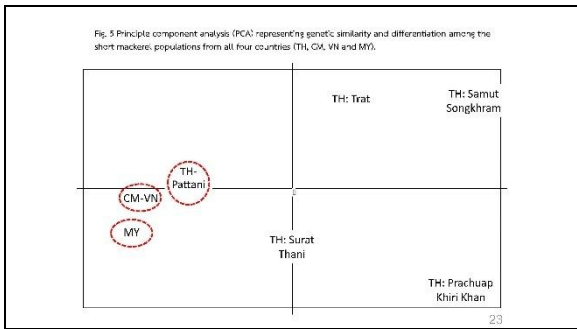 Fig. 5 Principle component analysis (PCA) representing genetic similarity and differentiation among the
short mackerel populations from all four countries (TH, CM, VN and MY).
TH: Trat
TH: Samut
Songkhram
TH-
Pattani
CM-VN
MY
TH: Surat
Thani
TH: Prachuap
Khiri Khan
23